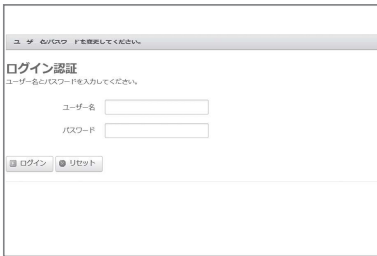 ユーザー名とパスワードを変更してください。
ログイン認証
ユーザー名とパスワードを入力してください。
ユーザー名
パスワード
ログイン
リセット